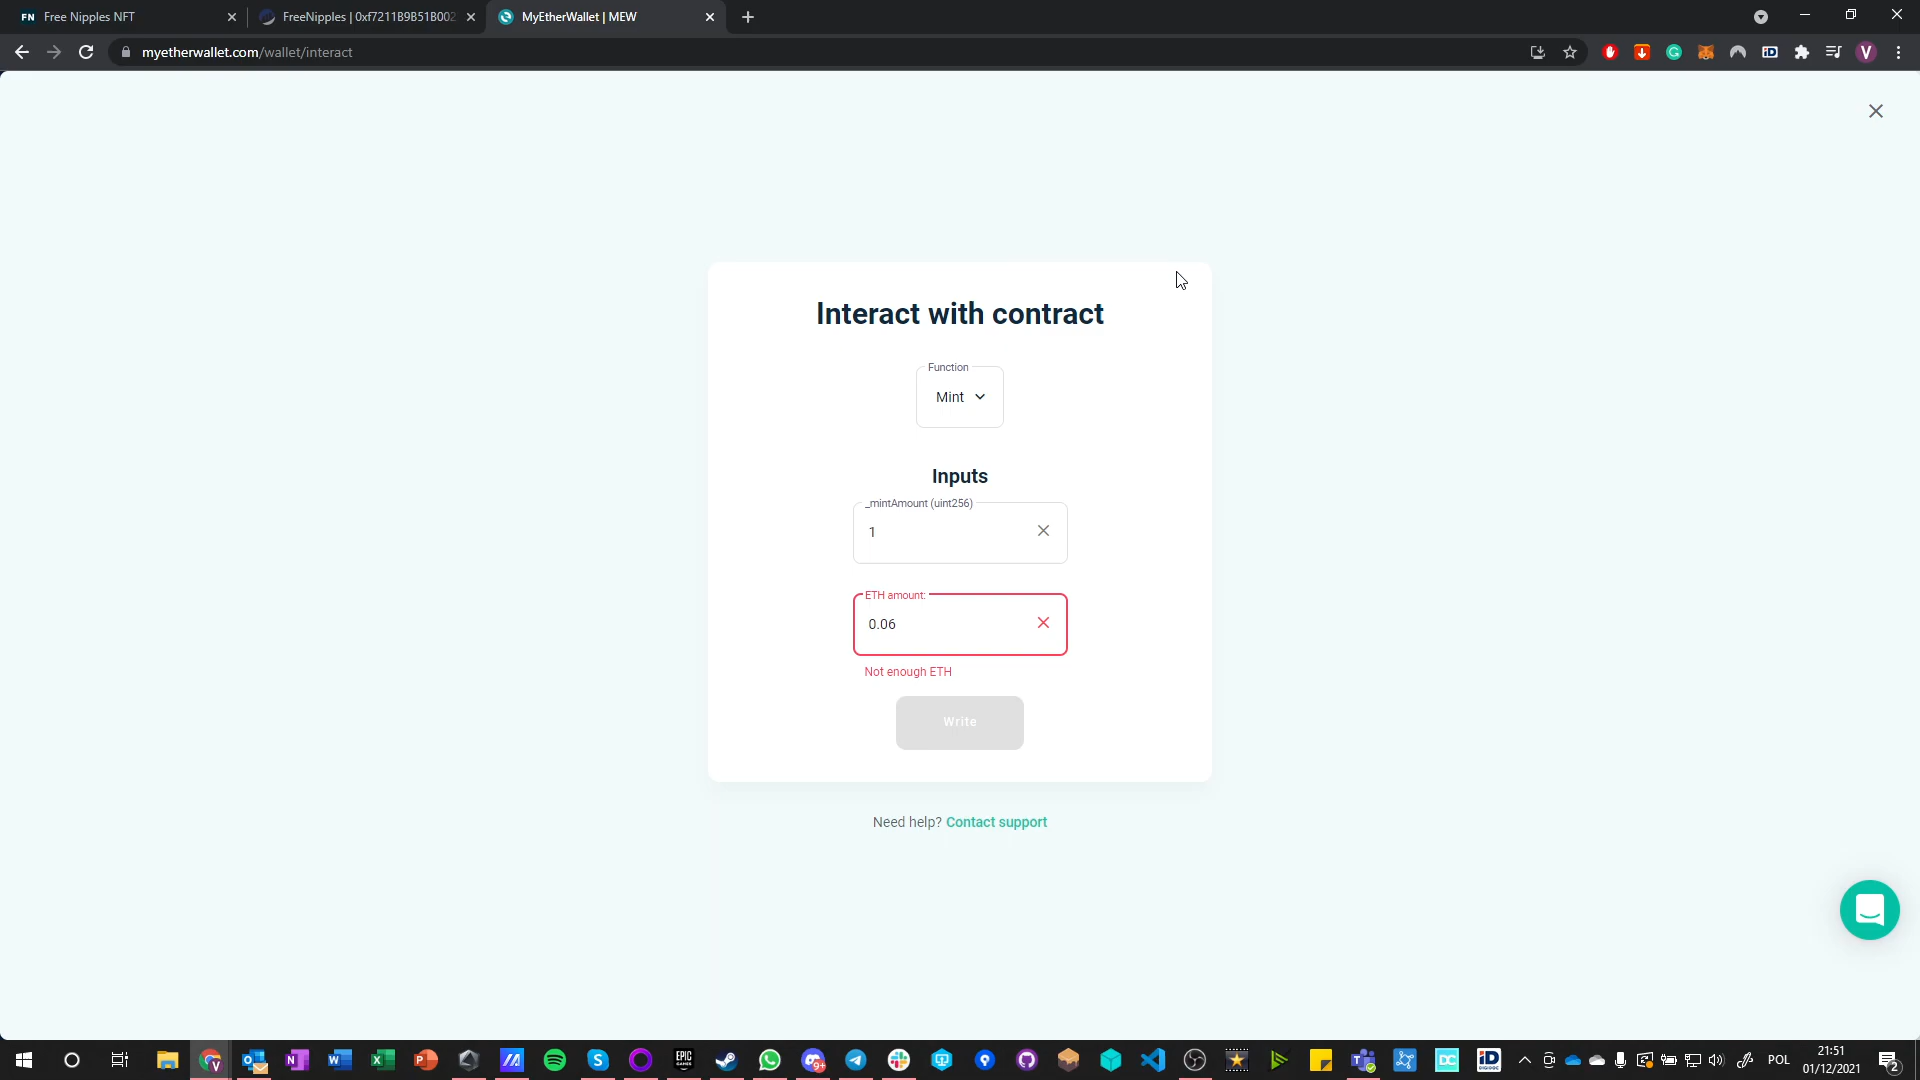 FN Free Nipples NFT
FreeNipples | 0xf7211B9B51B002
MyEtherWallet | MEW
myetherwallet.com/wallet/interact
V
Interact with contract
Function
Mint
Inputs
_mintAmount (uint256)
1
ETH amount:
0.06
Not enough ETH
Write
Need help? Contact support
POL
21:51
01/12/2021
2